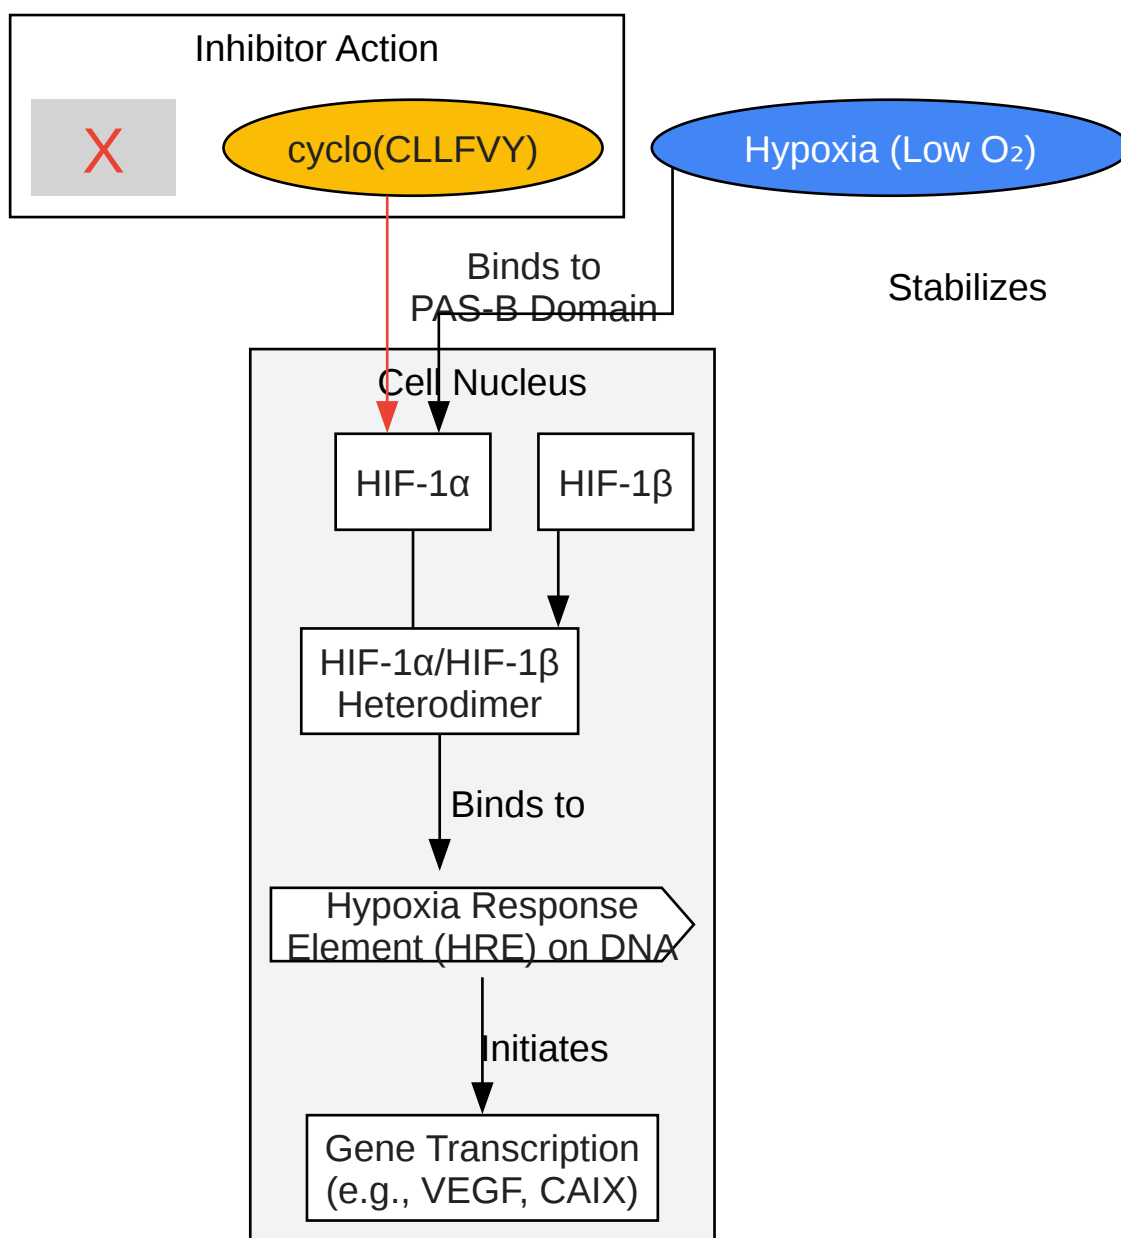 Inhibitor Action
X
cyclo(CLLFVY)
Hypoxia (Low O₂)
Binds to
PAS-B Domain
Stabilizes
Cell Nucleus
HIF-1α
HIF-1β
HIF-1α/HIF-1β
Heterodimer
Binds to
Hypoxia Response
Element (HRE) on DNA
Initiates
Gene Transcription
(e.g., VEGF, CAIX)